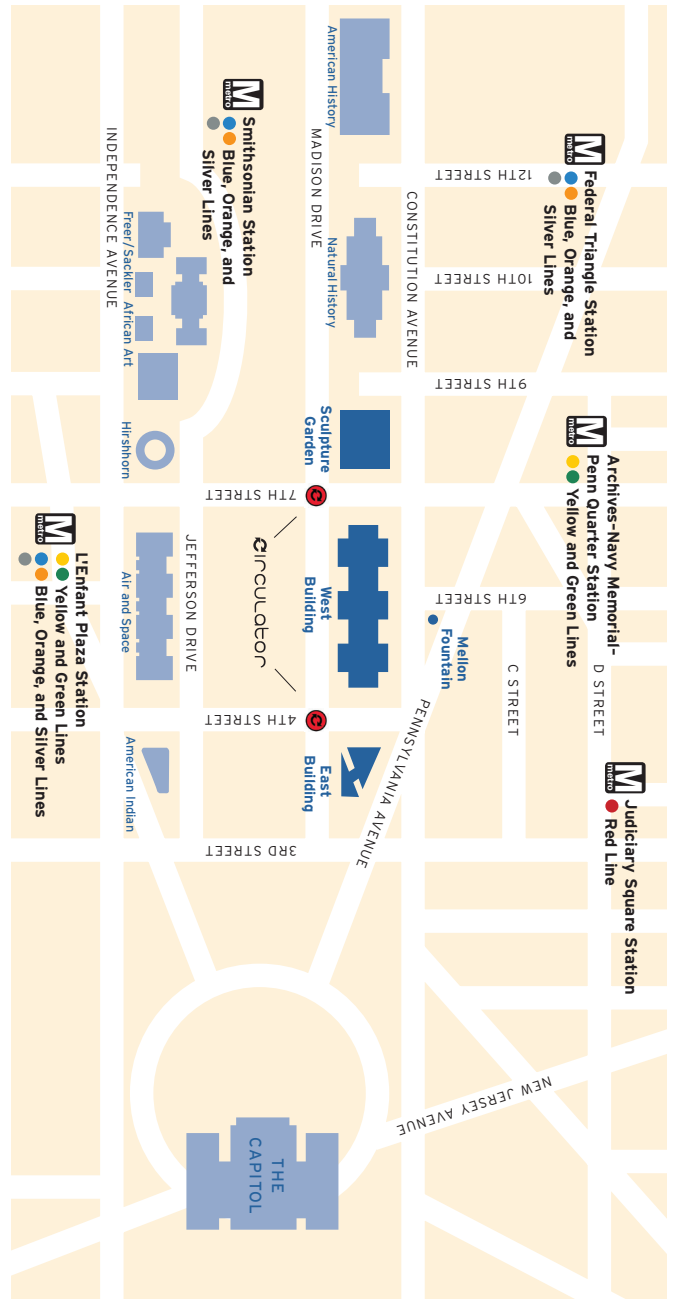 M
metro
Federal Triangle Station
Blue, Orange, and
Silver Lines
M
metro
Archives–Navy Memorial–
Penn Quarter Station
Yellow and Green Lines
M
metro
Judiciary Square Station
Red Line
D STREET
C STREET
12TH STREET
10TH STREET
9TH STREET
6TH STREET
Mellon
Fountain
PENNSYLVANIA AVENUE
NEW JERSEY AVENUE
CONSTITUTION AVENUE
American History
Natural History
Sculpture
Garden
West
Building
East
Building
MADISON DRIVE
M
metro
Smithsonian Station
Blue, Orange, and
Silver Lines
Circulator
7TH STREET
4TH STREET
3RD STREET
THE
CAPITOL
JEFFERSON DRIVE
Freer/Sackler
African Art
Hirshhorn
Air and Space
American Indian
INDEPENDENCE AVENUE
M
metro
L'Enfant Plaza Station
Yellow and Green Lines
Blue, Orange, and Silver Lines